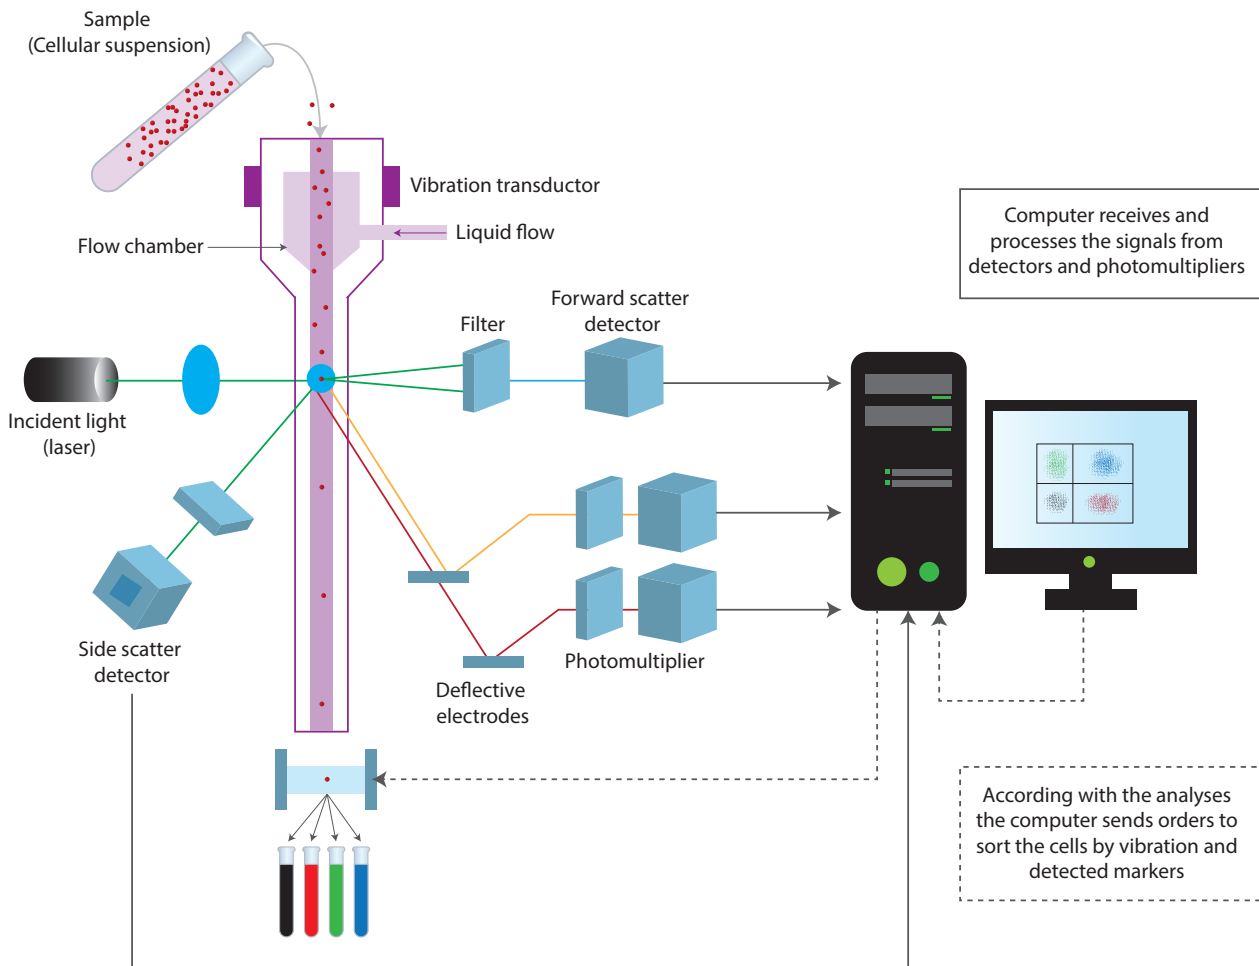 Sample
(Cellular suspension)
Vibration transductor
Flow chamber
Liquid flow
Computer receives and
processes the signals from
detectors and photomultipliers
Forward scatter
detector
Filter
Incident light
(laser)
Side scatter
detector
Photomultiplier
Deflective
electrodes
According with the analyses
the computer sends orders to
sort the cells by vibration and
detected markers